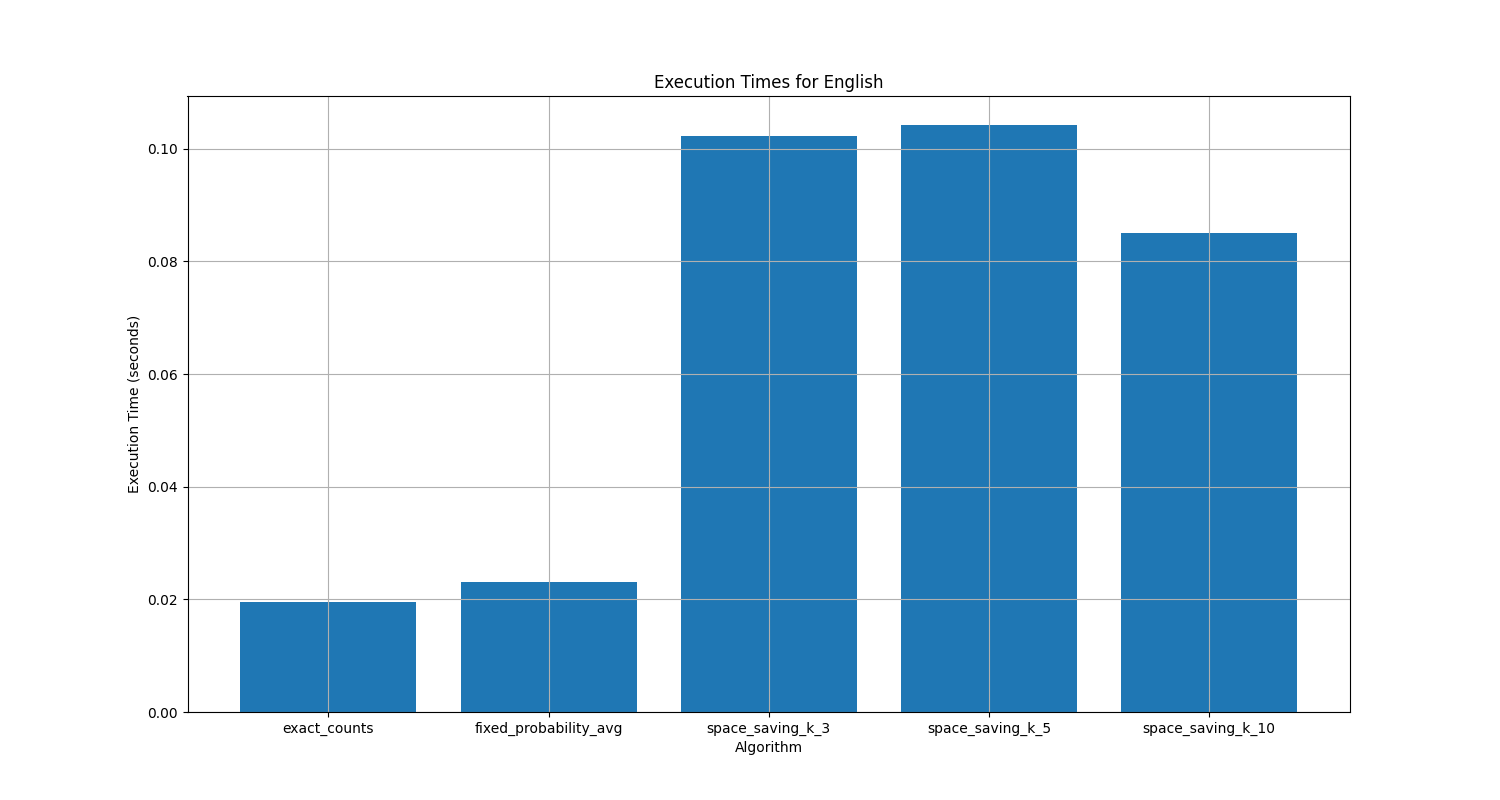 Execution Times for English
Execution Time (seconds)
0.10
0.08
0.06
0.04
0.02
0.00
exact_counts fixed_probability_avg space_saving_k_3 space_saving_k_5 space_saving_k_10
Algorithm